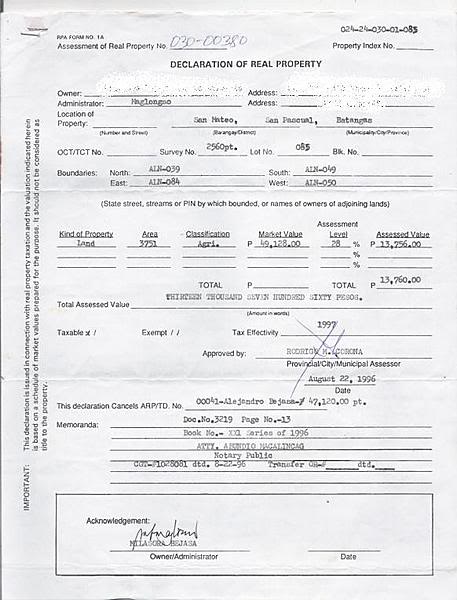 024-24-030-01-085
RPA FORM NO. 1A
Assessment of Real Property No. 030-00380 Property Index No.
DECLARATION OF REAL PROPERTY
Owner: Address:
Administrator: Maglongso Address:
Location of
Property: San Mateo, San Pascual, Batangas
(Number and Street) (Barangay/District) (Municipality/City/Province)
OCT/TCT No. Survey No. 2560pt. Lot No. 085 Blk. No.
Boundaries: North: ALN-039 South: ALN-049
East: ALN-084 West: ALN-050
(State street, streams or PIN by which bounded, or names of owners of adjoining lands)
Assessment
Kind of Property Area Classification Market Value Level Assessed Value
Land 3751 Agri. P 49,128.00 28 % P 13,756.00
%
%
TOTAL P TOTAL P 13,760.00
THIRTEEN THOUSAND SEVEN HUNDRED SIXTY PESOS.
Total Assessed Value
(Amount in words)
1997
Taxable x / Exempt / / Tax Effectivity
Approved by: RODRIGO M. CORONA
Provincial/City/Municipal Assessor
August 22, 1996
Date
This declaration Cancels ARP/TD. No. 00041-Alejandro Bejasa-P 47,120.00 pt.
Memoranda: Doc.No.3219 Page No.-13
Book No.- XXI Series of 1996
ATTY. ABUNDIO MACALINCAG
Notary Public
CGT-#1028081 dtd. 8-22-96 Transfer OR-# dtd.
Acknowledgement:
MILAGORA BEJASA
Owner/Administrator Date
IMPORTANT: This declaration is issued in connection with real property taxation and the valuation indicated herein
is based on a schedule of market values prepared for the purpose. It should not be considered as
title to the property.